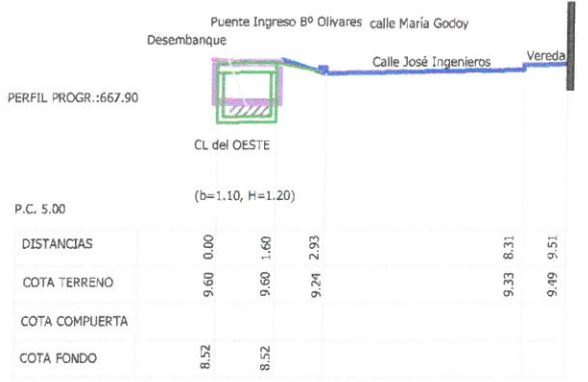 Puente Ingreso Bº Olivares calle María Godoy
Desembanque
Calle José Ingenieros
Vereda
PERFIL PROGR.:667.90
CL del OESTE
(b=1.10, H=1.20)
P.C. 5.00
DISTANCIAS 0.00 1.60 2.93 8.31 9.51
COTA TERRENO 9.60 9.60 9.24 9.33 9.49
COTA COMPUERTA
COTA FONDO 8.52 8.52